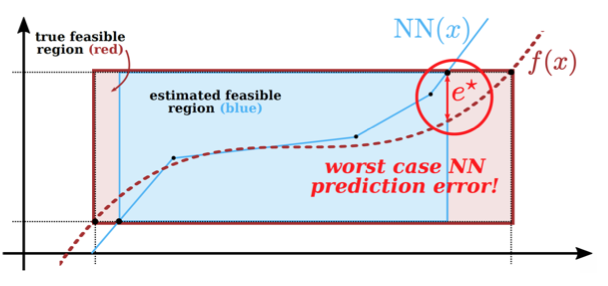 true feasible
region (red)
NN(x)
f(x)
estimated feasible
region (blue)
e⋆
worst case NN
prediction error!